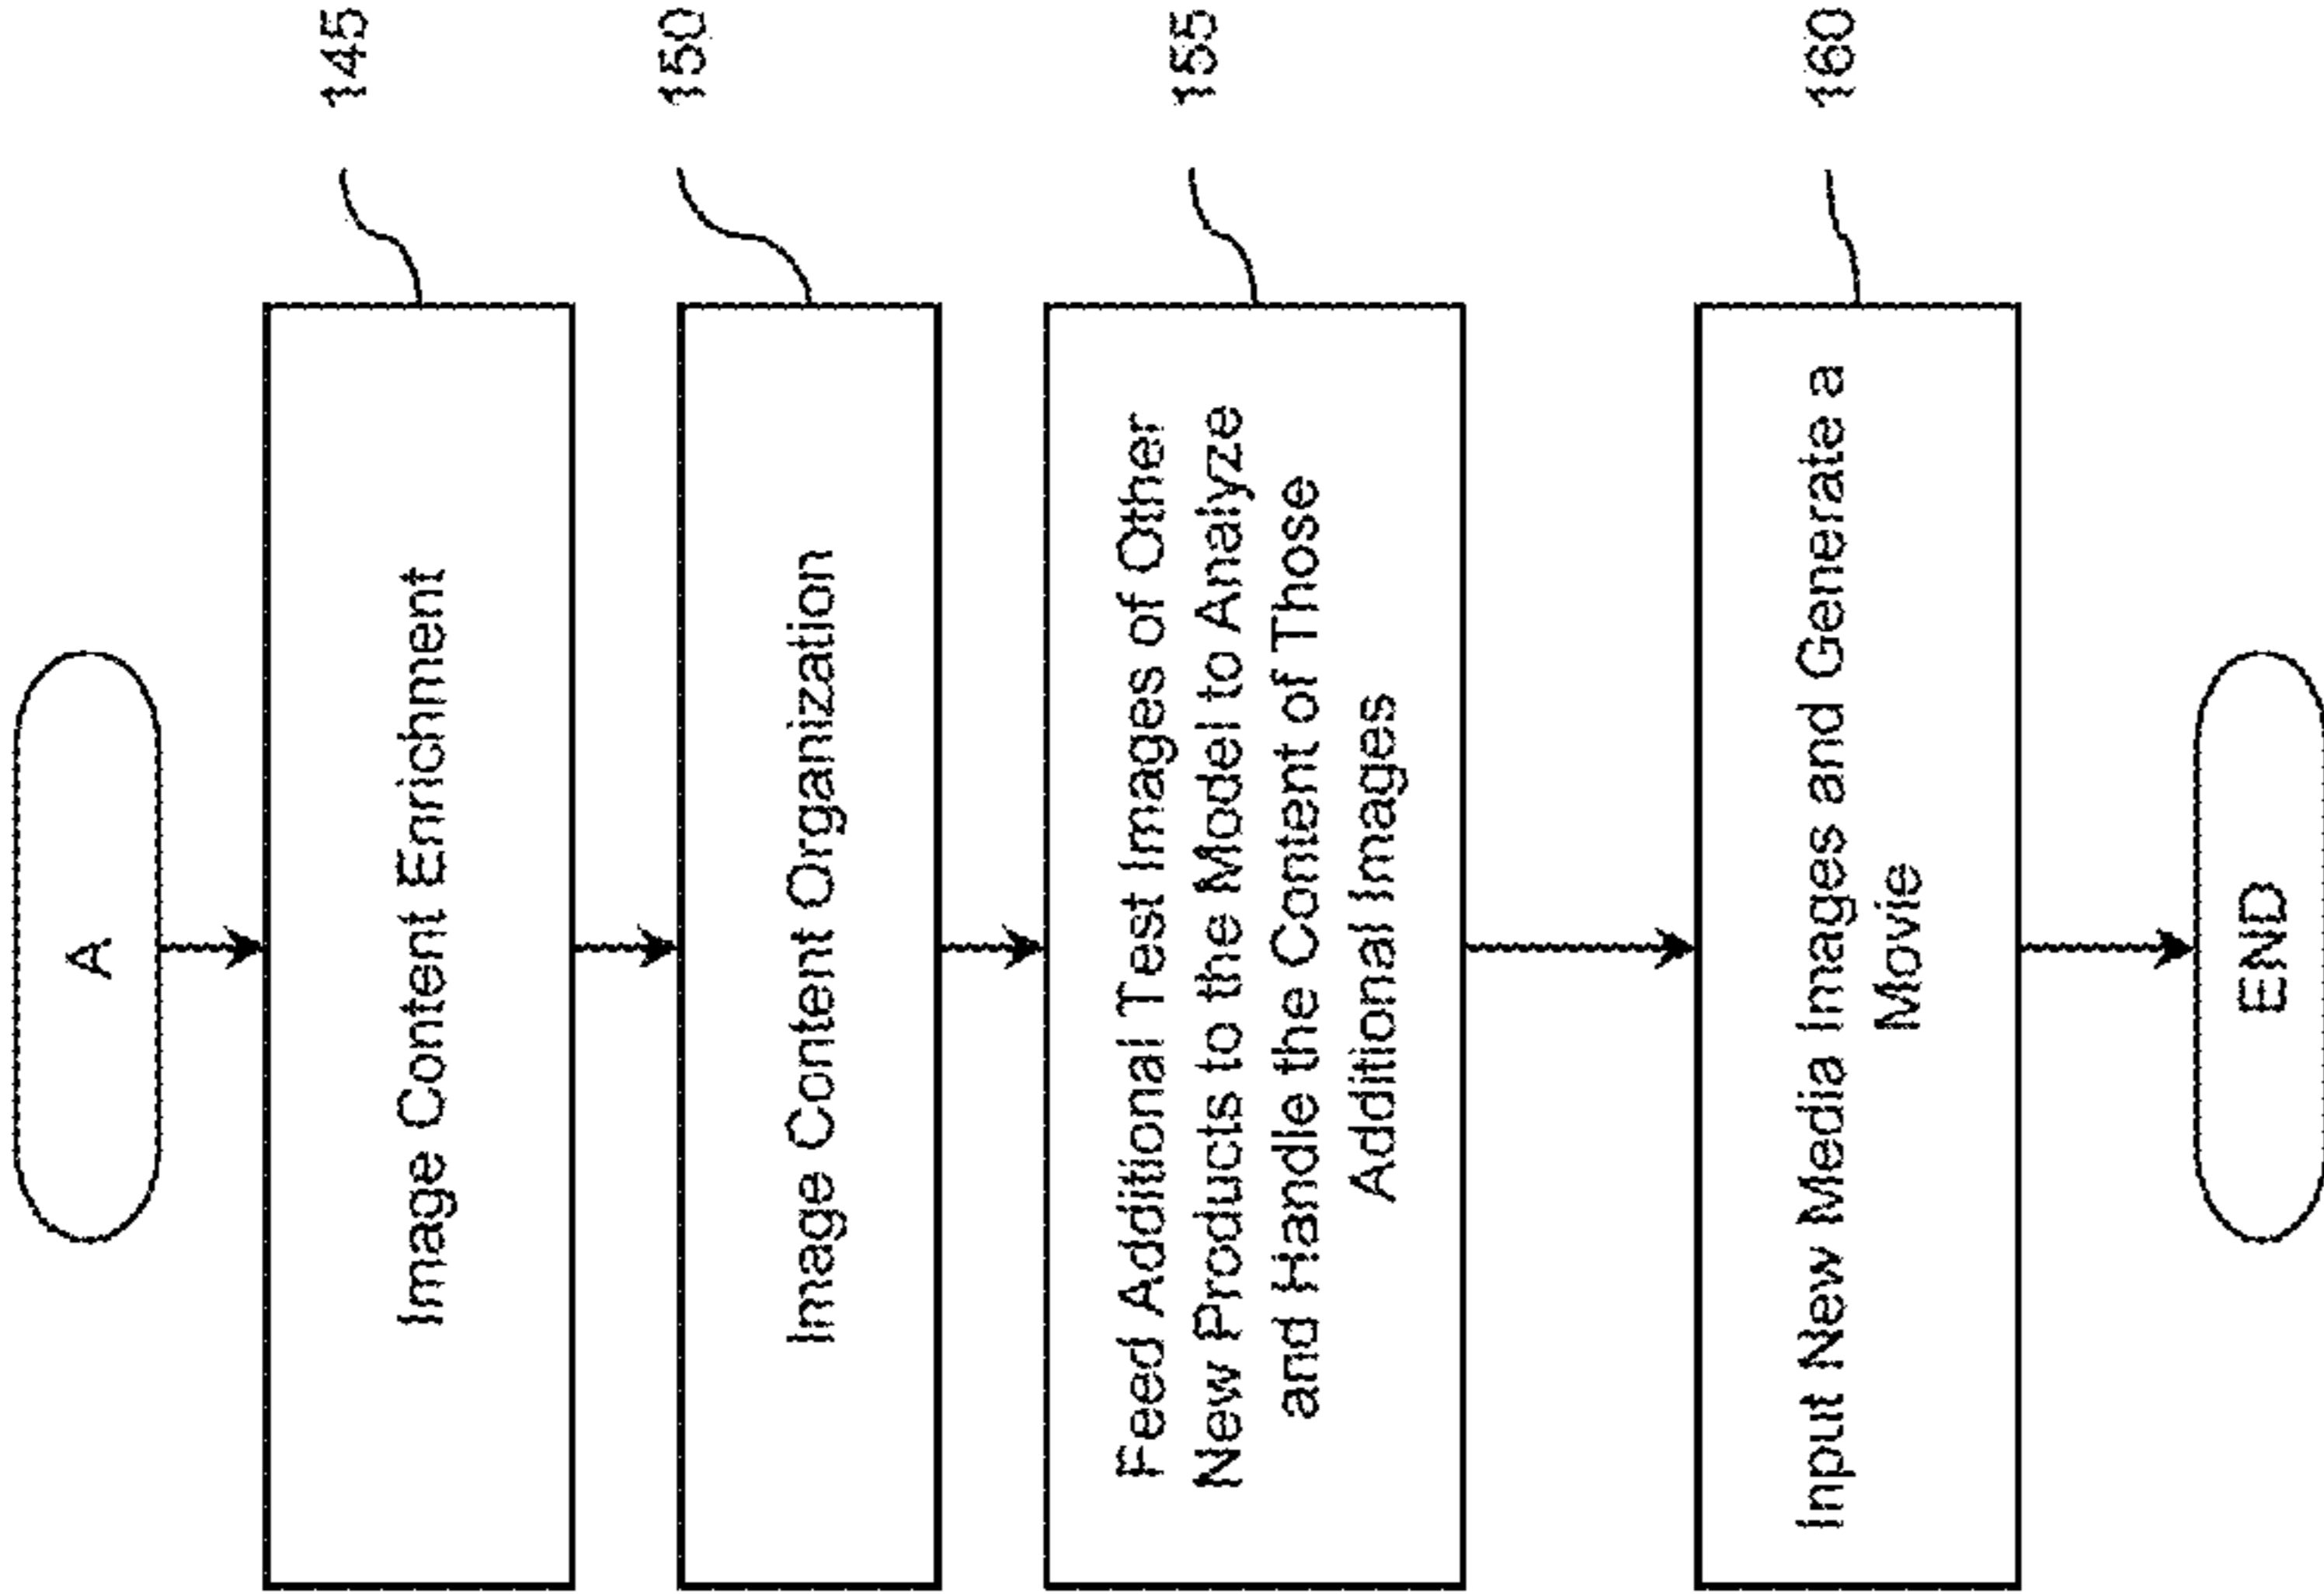 A
Image Content Enrichment
145
Image Content Organization
150
Feed Additional Test Images of Other
New Products to the Model to Analyze
and Handle the Content of Those
Additional Images
155
Input New Media Images and Generate a
Movie
160
END